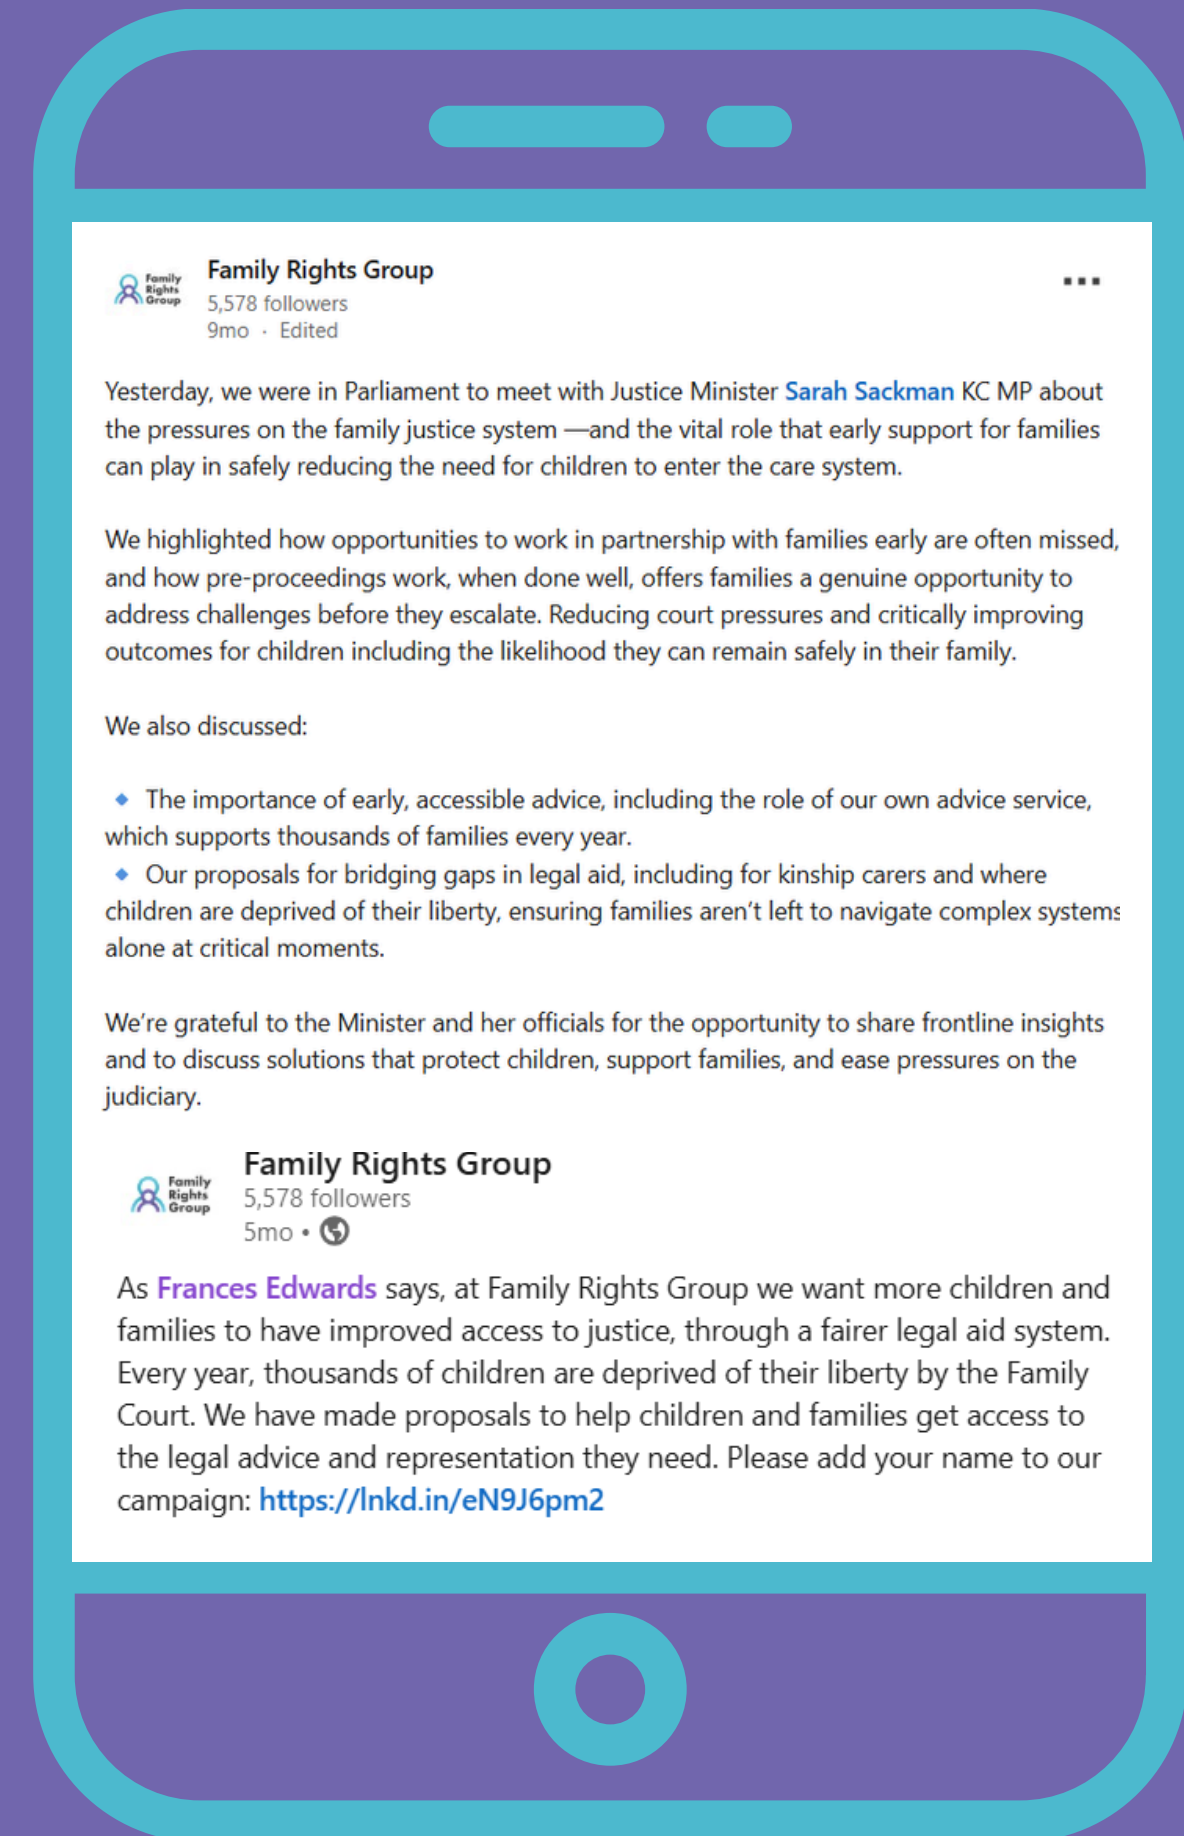 Family
Rights
Group
Family Rights Group
5,578 followers
9mo · Edited
Yesterday, we were in Parliament to meet with Justice Minister Sarah Sackman KC MP about
the pressures on the family justice system —and the vital role that early support for families
can play in safely reducing the need for children to enter the care system.
We highlighted how opportunities to work in partnership with families early are often missed,
and how pre-proceedings work, when done well, offers families a genuine opportunity to
address challenges before they escalate. Reducing court pressures and critically improving
outcomes for children including the likelihood they can remain safely in their family.
We also discussed:
🔹 The importance of early, accessible advice, including the role of our own advice service,
which supports thousands of families every year.
🔹 Our proposals for bridging gaps in legal aid, including for kinship carers and where
children are deprived of their liberty, ensuring families aren't left to navigate complex systems
alone at critical moments.
We're grateful to the Minister and her officials for the opportunity to share frontline insights
and to discuss solutions that protect children, support families, and ease pressures on the
judiciary.
Family
Rights
Group
Family Rights Group
5,578 followers
5mo •
As Frances Edwards says, at Family Rights Group we want more children and
families to have improved access to justice, through a fairer legal aid system.
Every year, thousands of children are deprived of their liberty by the Family
Court. We have made proposals to help children and families get access to
the legal advice and representation they need. Please add your name to our
campaign: https://lnkd.in/eN9J6pm2